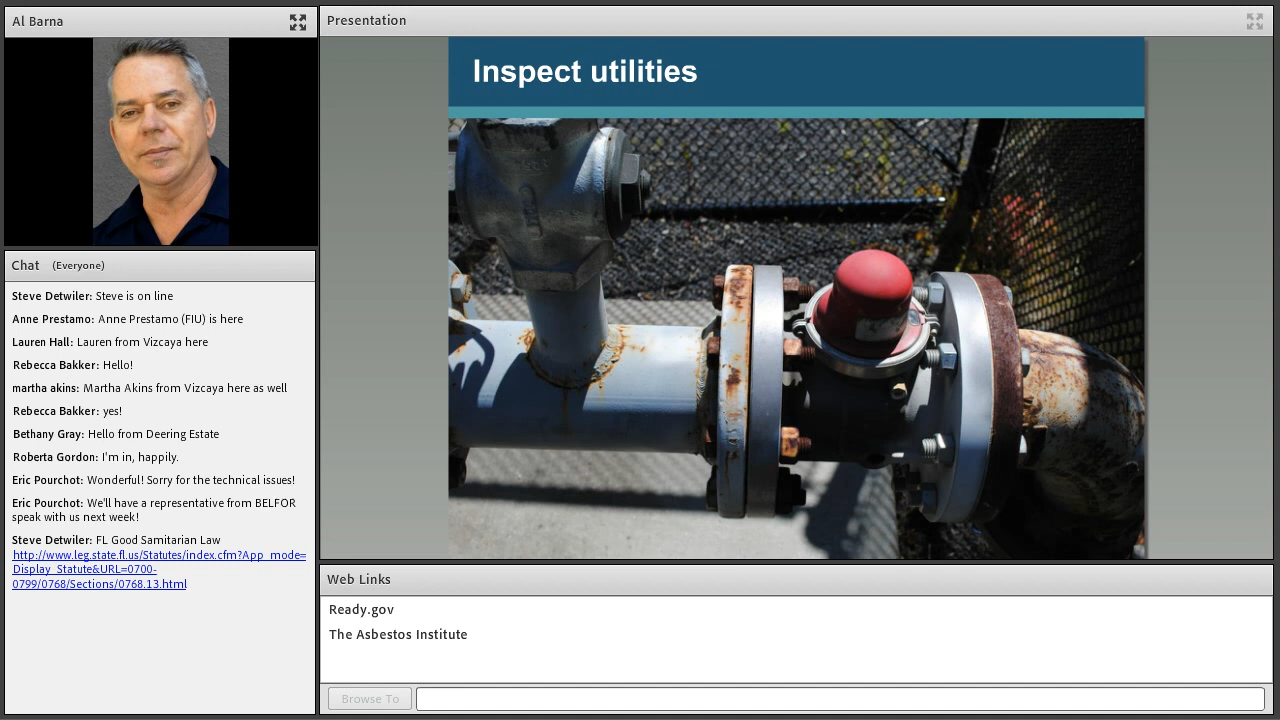 Al Barna
Presentation
Inspect utilities
Chat (Everyone)
Steve Detwiler: Steve is on line
Anne Prestamo: Anne Prestamo (FIU) is here
Lauren Hall: Lauren from Vizcaya here
Rebecca Bakker: Hello!
martha akins: Martha Akins from Vizcaya here as well
Rebecca Bakker: yes!
Bethany Gray: Hello from Deering Estate
Roberta Gordon: I'm in, happily.
Eric Pourchot: Wonderful! Sorry for the technical issues!
Eric Pourchot: We'll have a representative from BELFOR
speak with us next week!
Steve Detwiler: FL Good Samitarian Law
http://www.leg.state.fl.us/Statutes/index.cfm?App_mode=
Display_Statute&URL=0700-
0799/0768/Sections/0768.13.html
Web Links
Ready.gov
The Asbestos Institute
Browse To